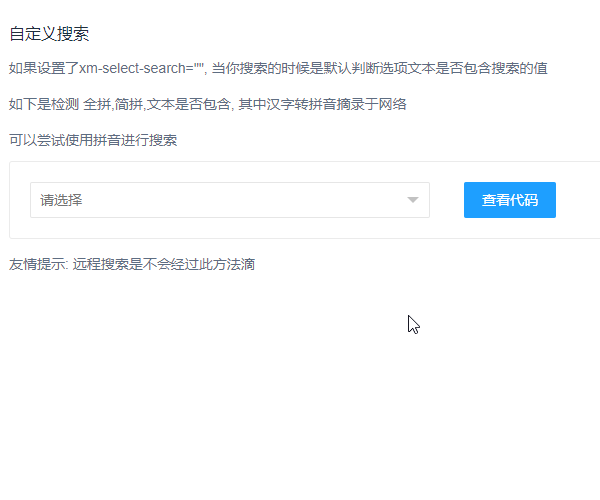 自定义搜索
如果设置了xm-select-search="", 当你搜索的时候是默认判断选项文本是否包含搜索的值
如下是检测 全拼,简拼,文本是否包含, 其中汉字转拼音摘录于网络
可以尝试使用拼音进行搜索
请选择 查看代码
友情提示: 远程搜索是不会经过此方法滴